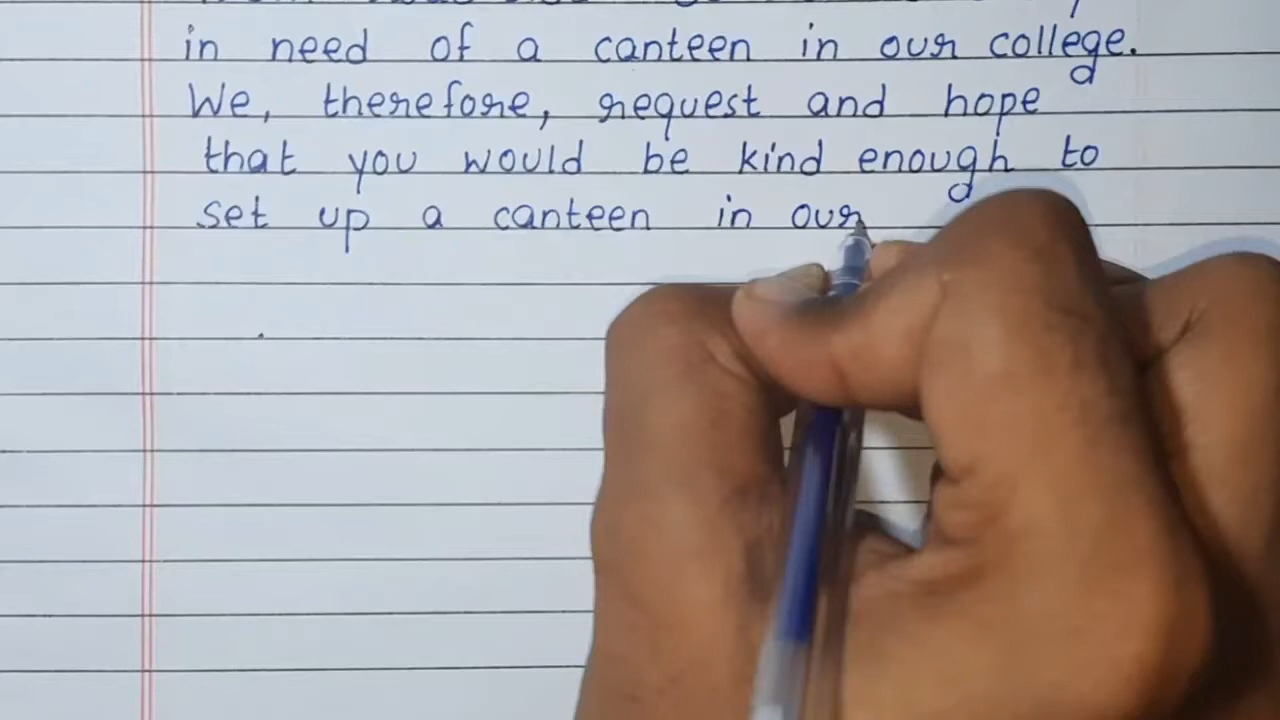 in need of a canteen in our college.
We, therefore, request and hope
that you would be kind enough to
set up a canteen in our